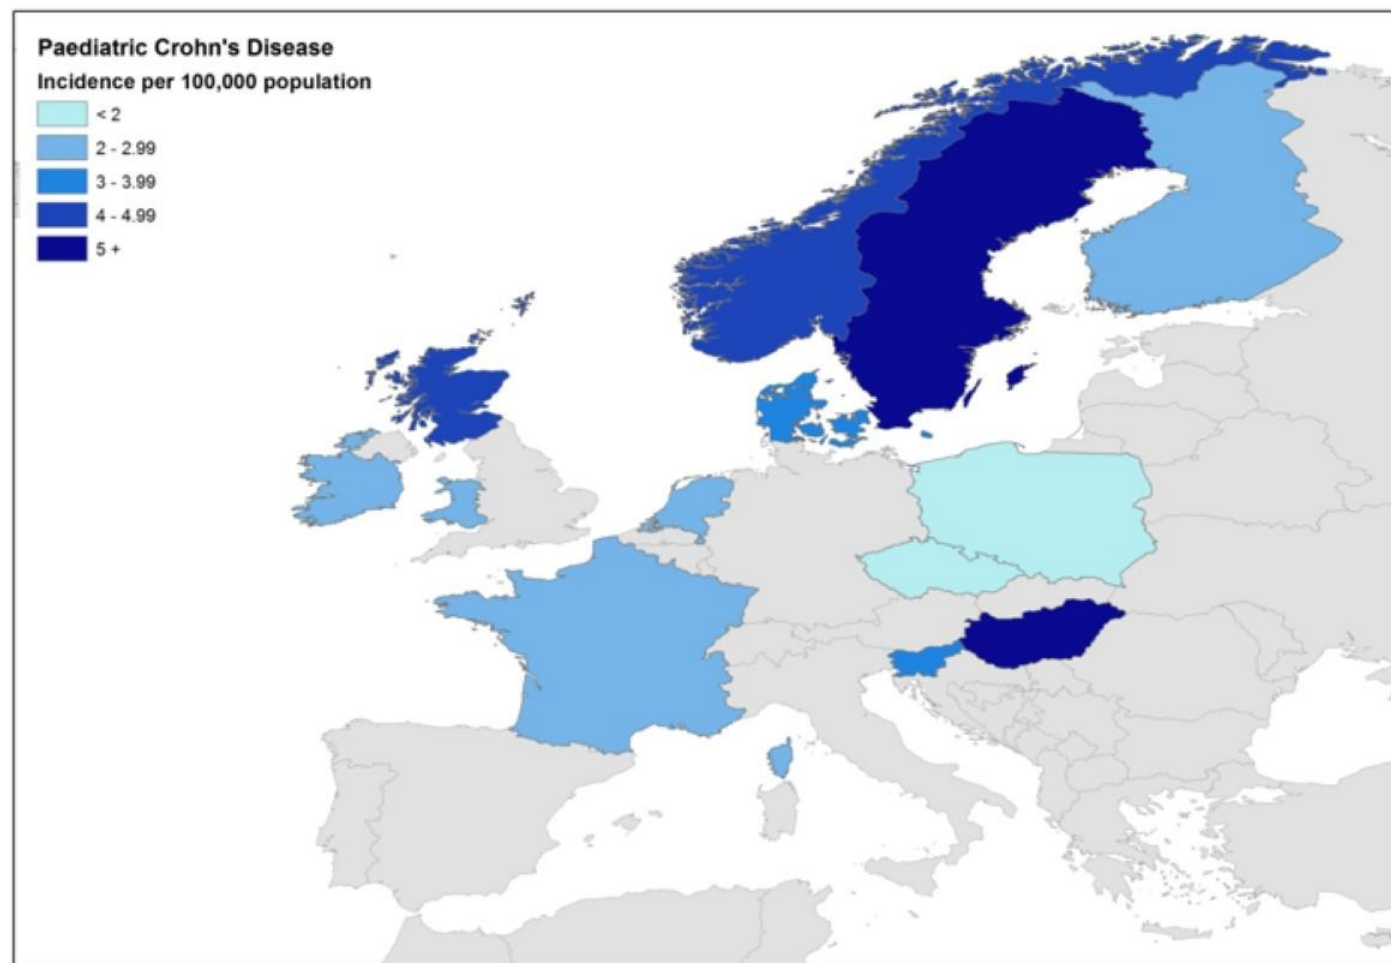 Paediatric Crohn's Disease
Incidence per 100,000 population
< 2
2 - 2.99
3 - 3.99
4 - 4.99
5 +